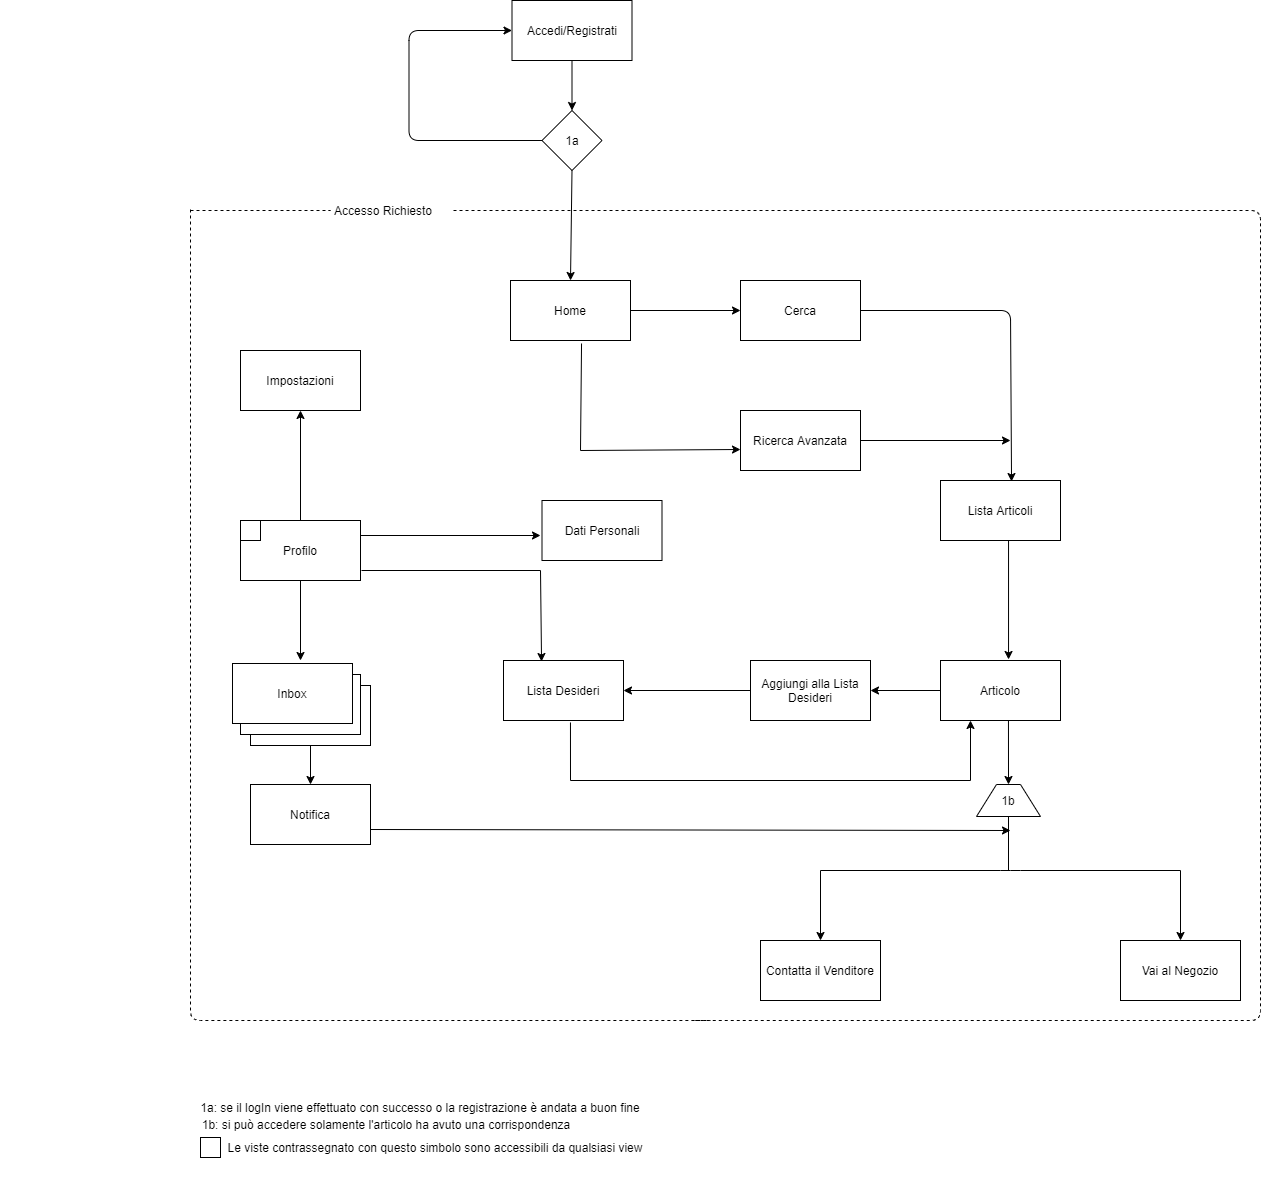 Accedi/Registrati
1a
Accesso Richiesto
Home
Cerca
Impostazioni
Ricerca Avanzata
Lista Articoli
Dati Personali
Profilo
Inbox
Lista Desideri
Aggiungi alla Lista
Desideri
Articolo
1b
Notifica
Contatta il Venditore
Vai al Negozio
1a: se il logIn viene effettuato con successo o la registrazione è andata a buon fine
1b: si può accedere solamente l'articolo ha avuto una corrispondenza
Le viste contrassegnato con questo simbolo sono accessibili da qualsiasi view